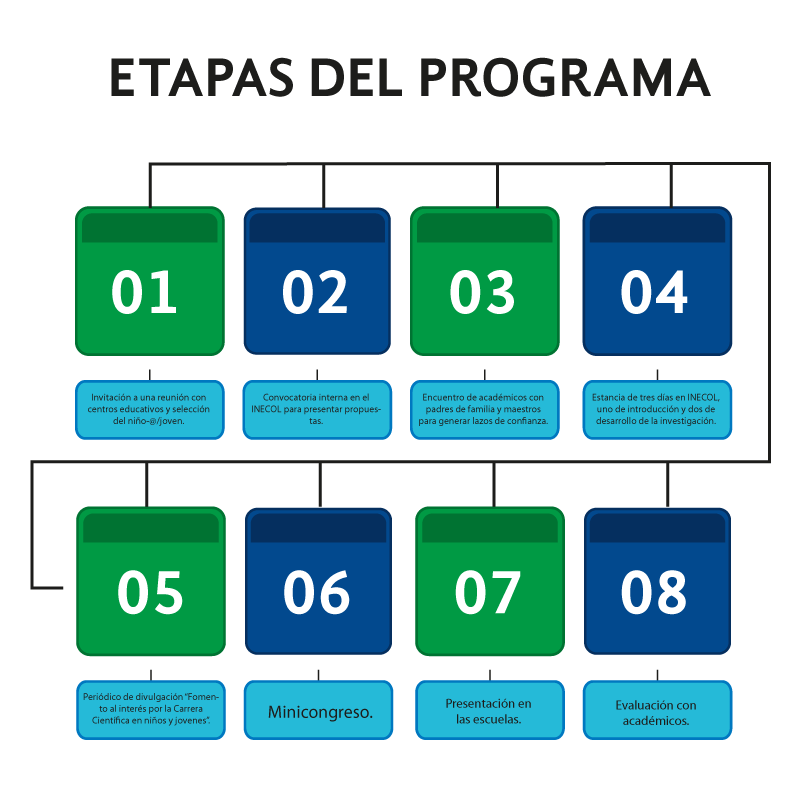 ETAPAS DEL PROGRAMA
01
02
03
04
Invitación a una reunión con
centros educativos y selección
del niño-@/joven.
Convocatoria interna en el
INECOL para presentar propues-
tas.
Encuentro de académicos con
padres de familia y maestros
para generar lazos de confianza.
Estancia de tres días en INECOL,
uno de introducción y dos de
desarrollo de la investigación.
05
06
07
08
Periódico de divulgación “Fomen-
to al interés por la Carrera
Científica en niños y jovenes”.
Minicongreso.
Presentación en
las escuelas.
Evaluación con
académicos.